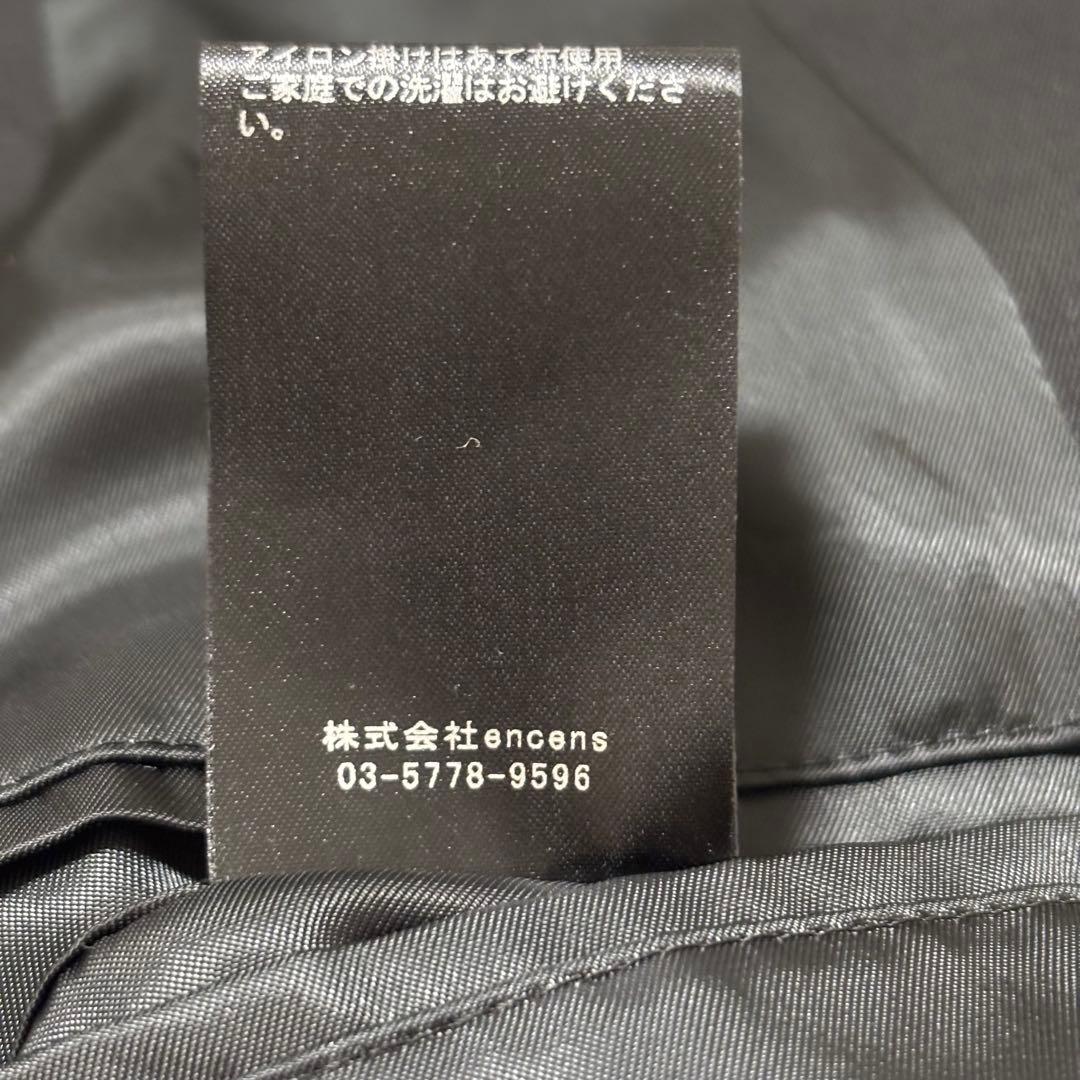 アイロン掛けはあて布使用
ご家庭での洗濯はお避けくださ
い。
株式会社encens
03-5778-9596